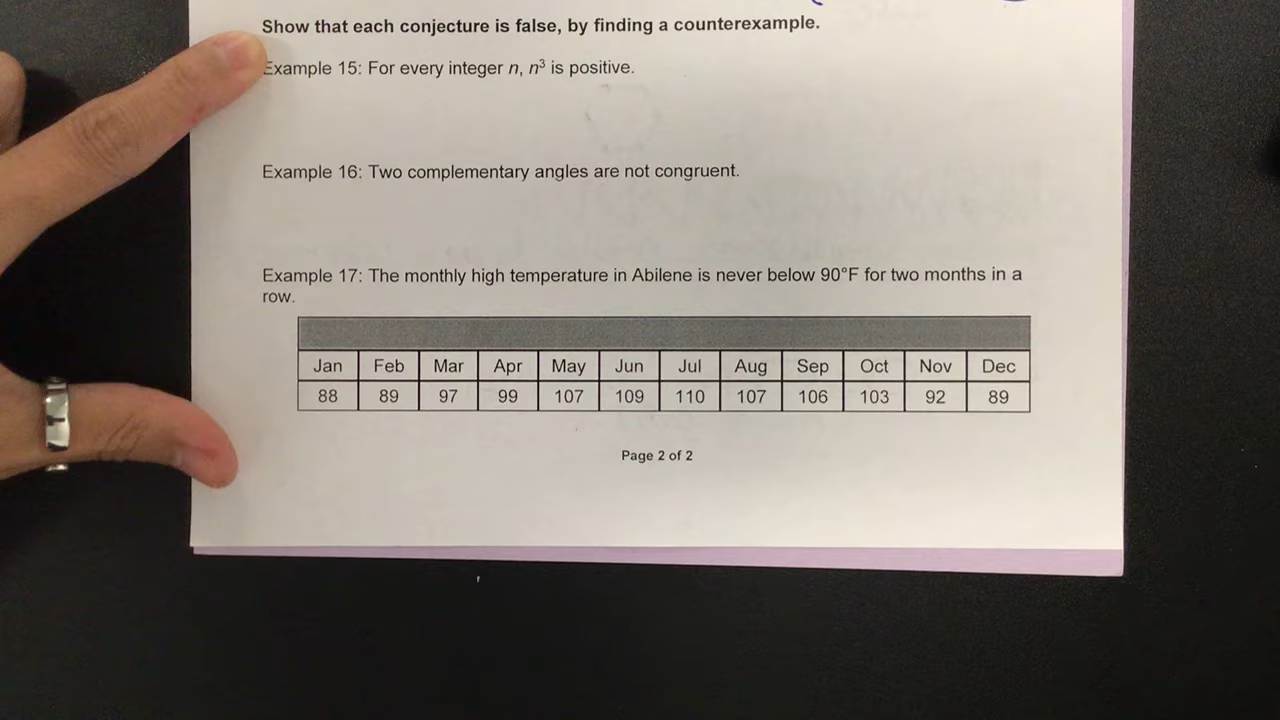 Show that each conjecture is false, by finding a counterexample.
Example 15: For every integer n, n³ is positive.
Example 16: Two complementary angles are not congruent.
Example 17: The monthly high temperature in Abilene is never below 90°F for two months in a
row.
Jan Feb Mar Apr May Jun Jul Aug Sep Oct Nov Dec
88 89 97 99 107 109 110 107 106 103 92 89
Page 2 of 2